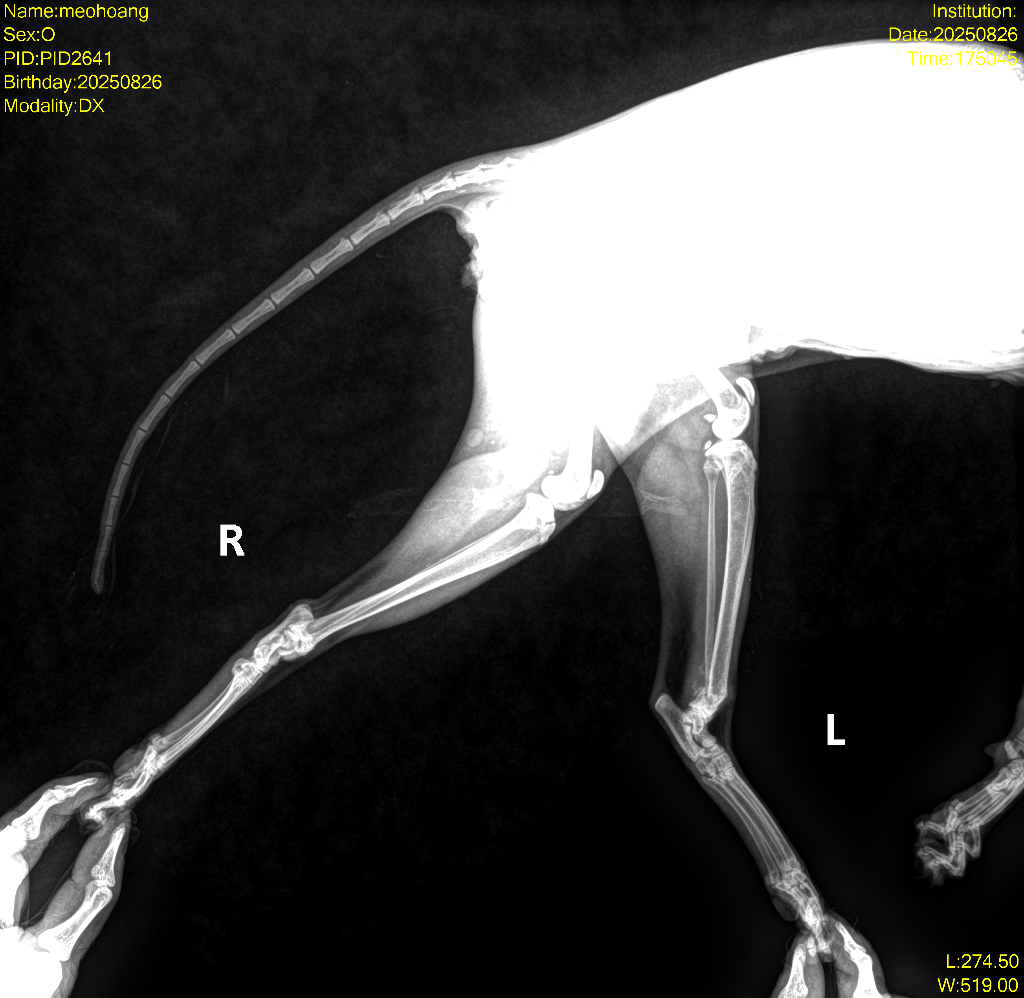 Name:meohoang
Sex:O
PID:PID2641
Birthday:20250826
Modality:DX
Institution:
Date:20250826
Time:175045
R
L
L:274.50
W:519.00